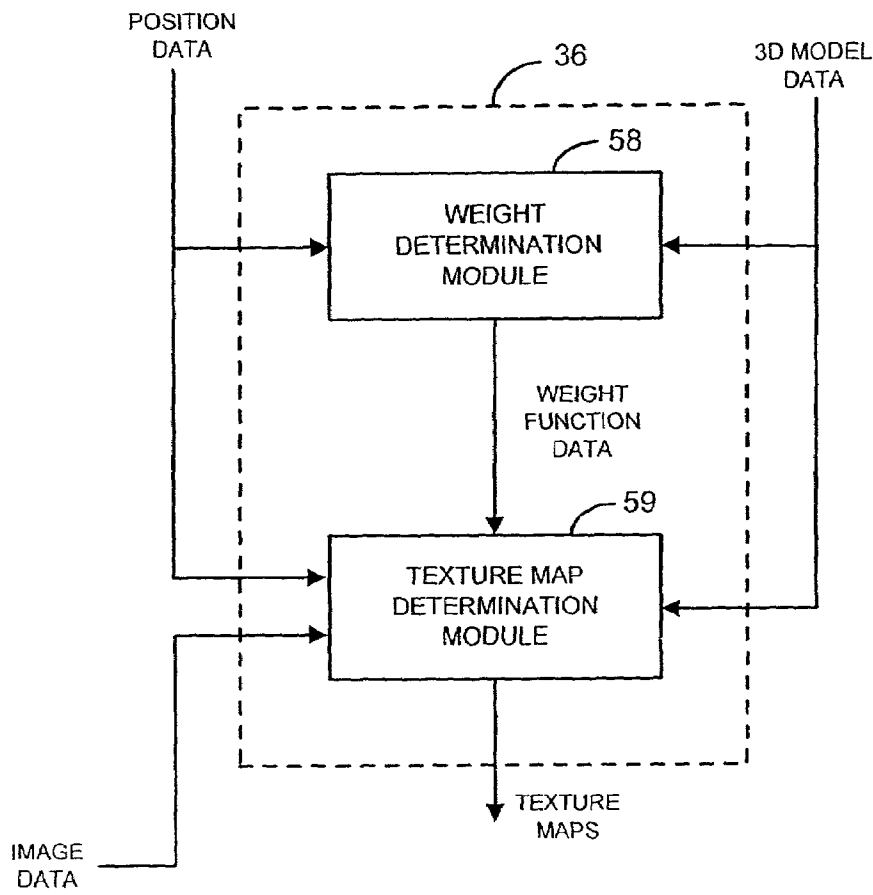 POSITION
DATA
36
3D MODEL
DATA
58
WEIGHT
DETERMINATION
MODULE
WEIGHT
FUNCTION
DATA
59
TEXTURE MAP
DETERMINATION
MODULE
TEXTURE
MAPS
IMAGE
DATA